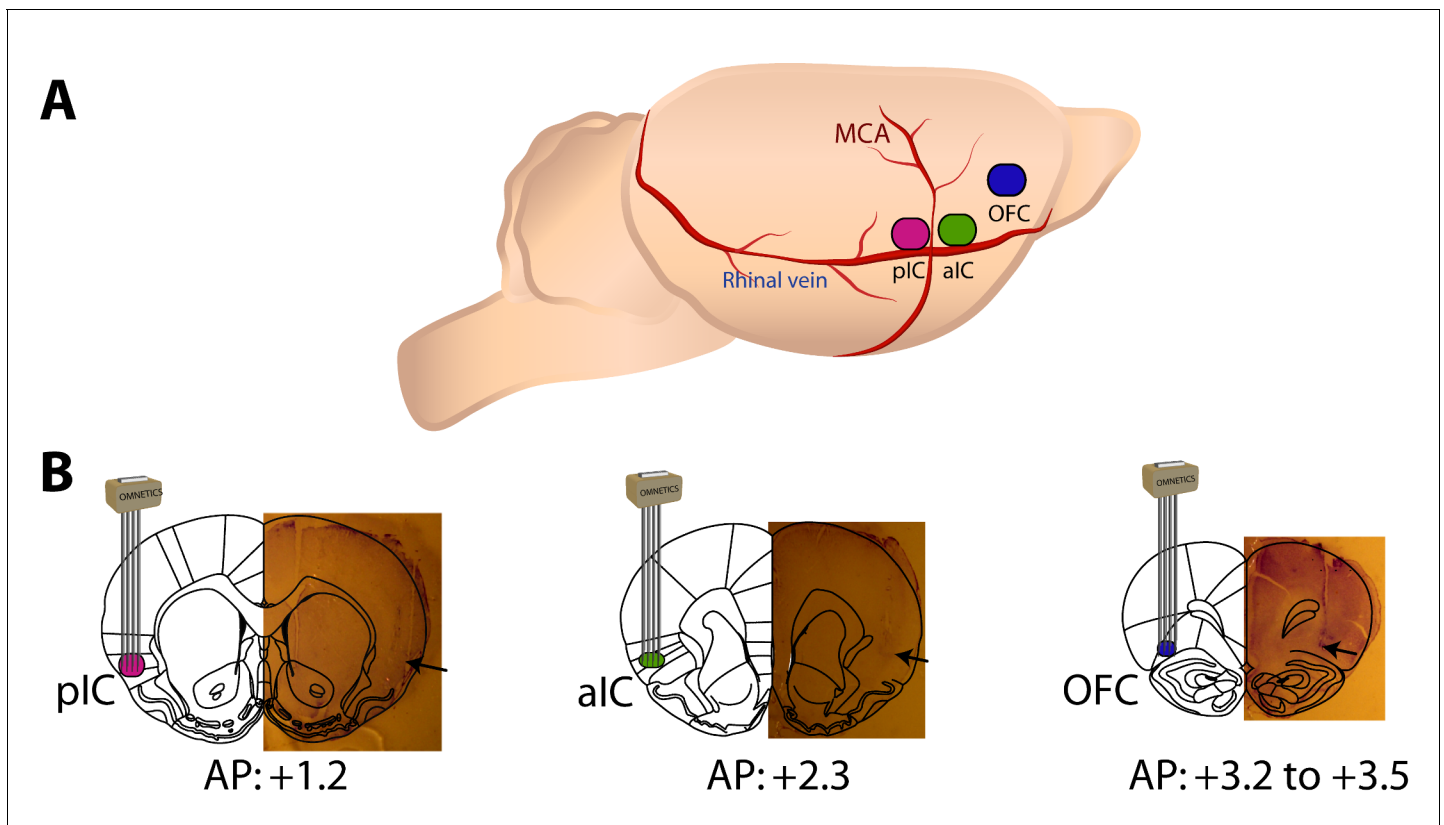 A
MCA
OFC
pIC
aIC
Rhinal vein
B
OMNETICS
OMNETICS
OMNETICS
pIC
aIC
OFC
AP: +1.2
AP: +2.3
AP: +3.2 to +3.5